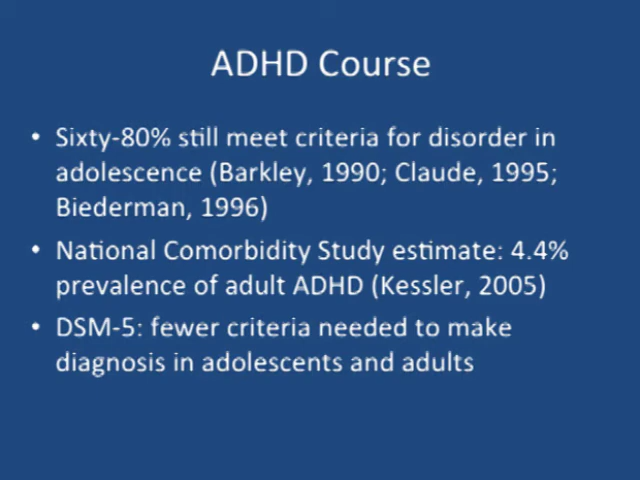 ADHD Course
• Sixty-80% still meet criteria for disorder in
adolescence (Barkley, 1990; Claude, 1995;
Biederman, 1996)
• National Comorbidity Study estimate: 4.4%
prevalence of adult ADHD (Kessler, 2005)
• DSM-5: fewer criteria needed to make
diagnosis in adolescents and adults